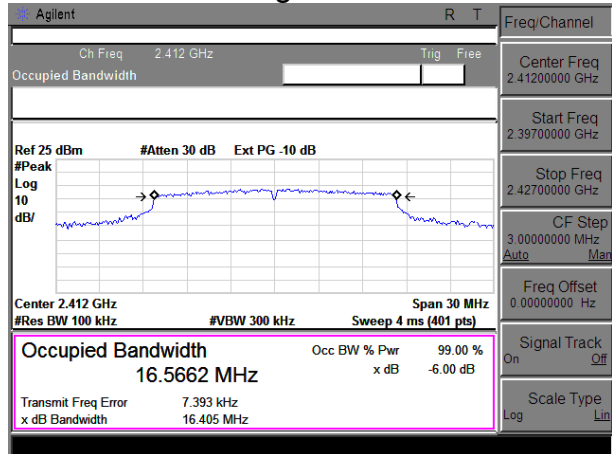 Agilent R T
Ch Freq 2.412 GHz Trig Free
Occupied Bandwidth
Ref 25 dBm #Atten 30 dB Ext PG -10 dB
#Peak
Log
10
dB/
Center 2.412 GHz Span 30 MHz
#Res BW 100 kHz #VBW 300 kHz Sweep 4 ms (401 pts)
Occupied Bandwidth Occ BW % Pwr 99.00 %
16.5662 MHz x dB -6.00 dB
Transmit Freq Error 7.393 kHz
x dB Bandwidth 16.405 MHz
Freq/Channel
Center Freq
2.41200000 GHz
Start Freq
2.39700000 GHz
Stop Freq
2.42700000 GHz
CF Step
3.00000000 MHz
Auto Man
Freq Offset
0.00000000 Hz
Signal Track
On Off
Scale Type
Log Lin